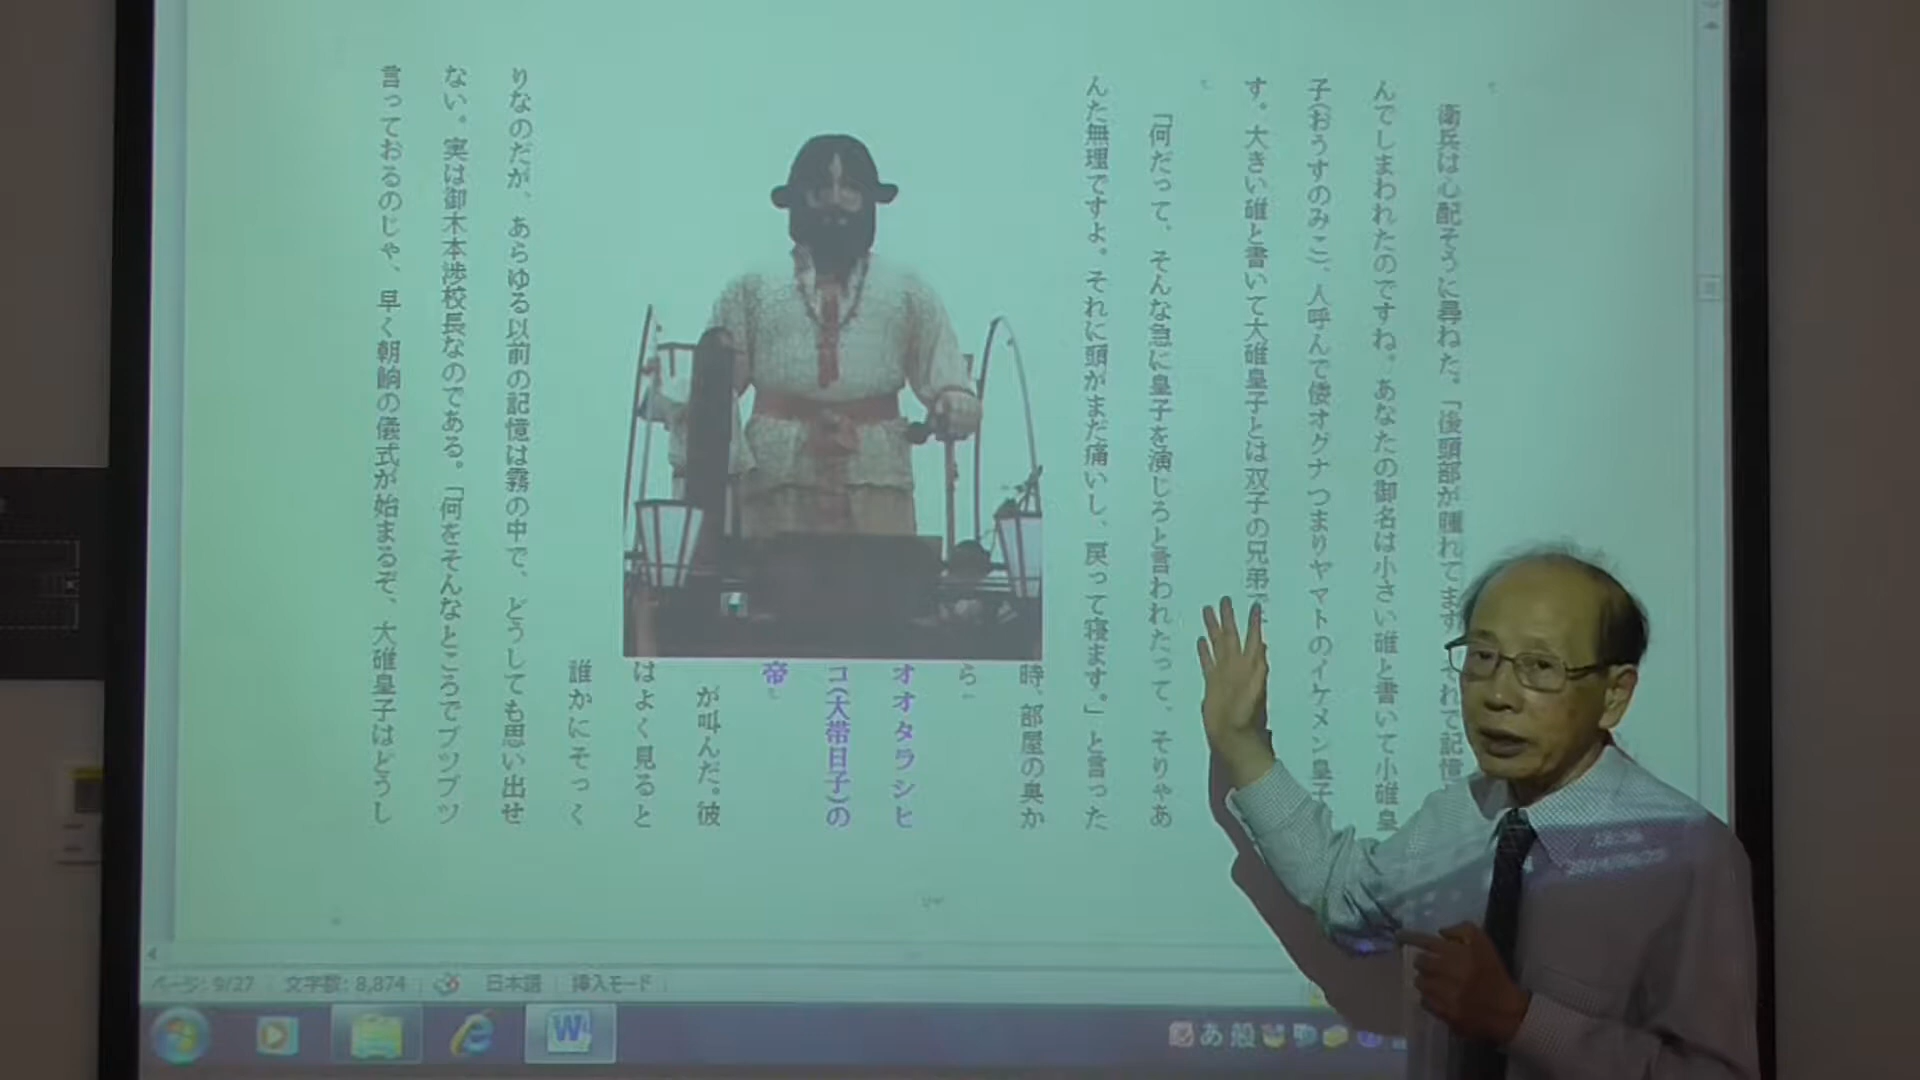 衛兵は心配そうに尋ねた。「後頭部が腫れてます。それで記憶
んでしまわれたのですね。あなたの御名は小さい碓と書いて小碓皇
子(おうすのみこ)、人呼んで倭オグナつまりヤマトのイケメン皇子
す。大きい碓と書いて大碓皇子とは双子の兄弟で
「何だって、そんな急に皇子を演じろと言われたって、そりゃあ
んた無理ですよ。それに頭がまだ痛いし、戻って寝ます。」と言った
時、部屋の奥か
ら
オオタラシヒ
コ(大帯日子)の
帝
が叫んだ。彼
はよく見ると
誰かにそっく
りなのだが、あらゆる以前の記憶は霧の中で、どうしても思い出せ
ない。実は御木本渉校長なのである。「何をそんなところでブツブツ
言っておるのじゃ、早く朝餉の儀式が始まるぞ、大碓皇子はどうし
ページ: 9/27 文字数: 8,874 日本語 挿入モード
あ 般